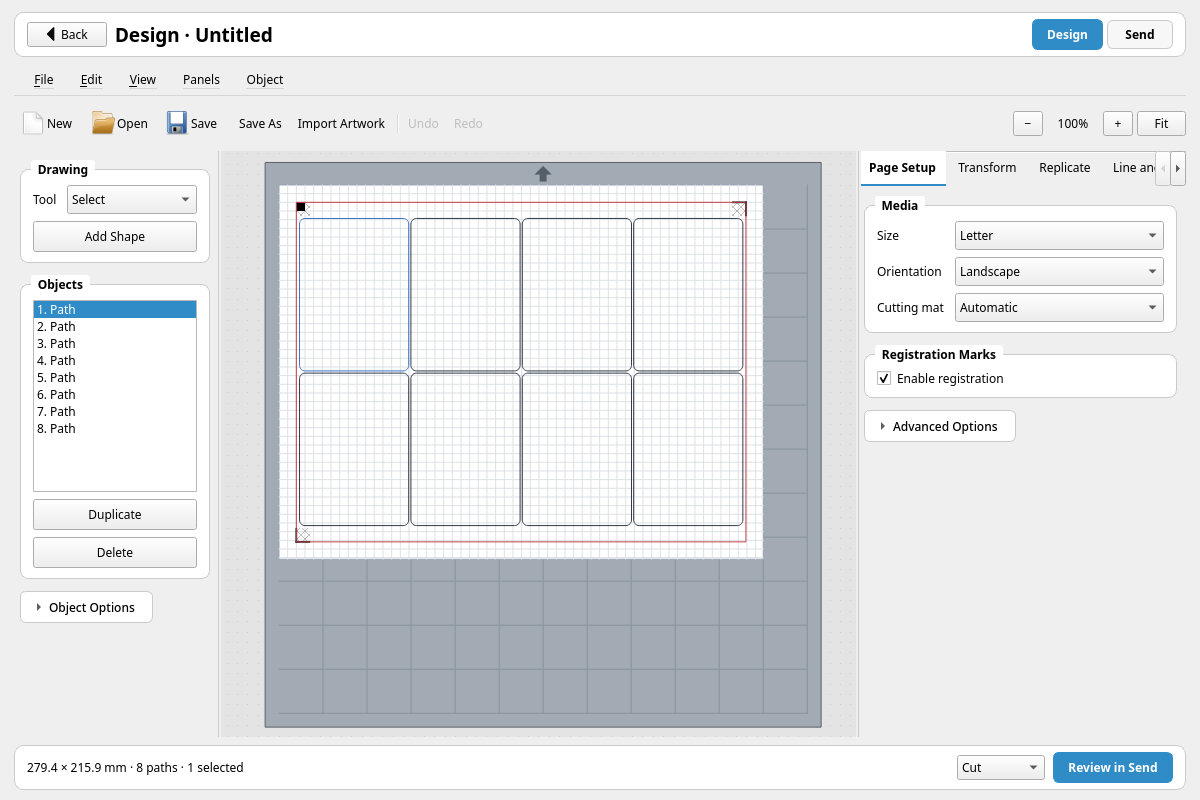 Back
Design · Untitled
Design
Send
File
Edit
View
Panels
Object
New
Open
Save
Save As
Import Artwork
Undo
Redo
−
100%
+
Fit
Drawing
Tool
Select
Add Shape
Objects
1. Path
2. Path
3. Path
4. Path
5. Path
6. Path
7. Path
8. Path
Duplicate
Delete
Object Options
Page Setup
Transform
Replicate
Line an
Media
Size
Letter
Orientation
Landscape
Cutting mat
Automatic
Registration Marks
Enable registration
Advanced Options
279.4 × 215.9 mm · 8 paths · 1 selected
Cut
Review in Send